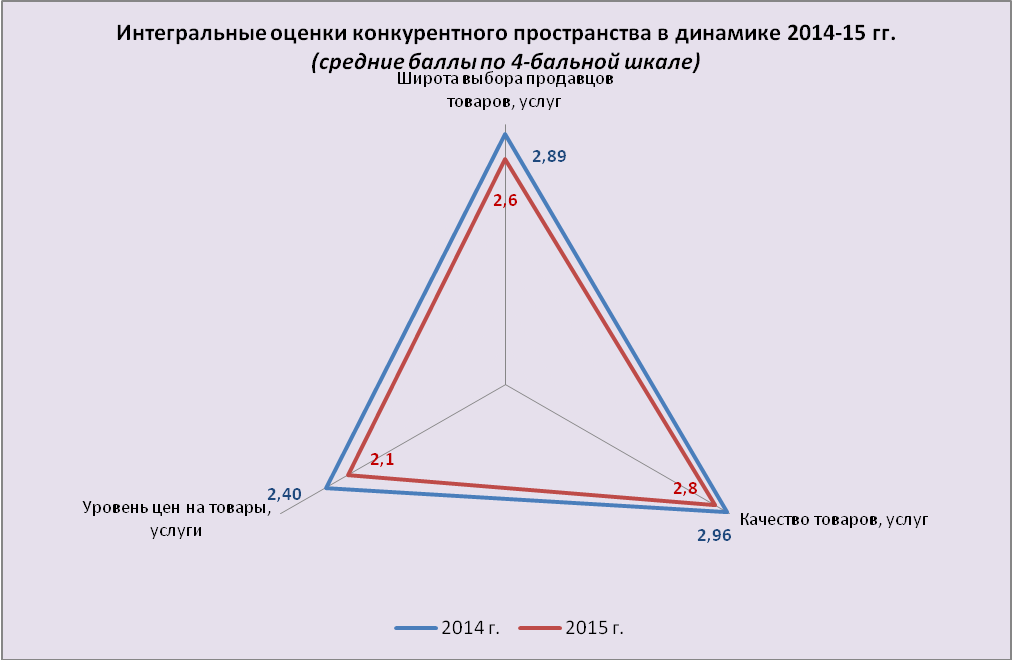 Интегральные оценки конкурентного пространства в динамике 2014-15 гг.
(средние баллы по 4-бальной шкале)
Широта выбора продавцов
товаров, услуг
2,89
2,6
2,1
2,40
2,8
Уровень цен на товары,
услуги
Качество товаров, услуг
2,96
2014 г.
2015 г.